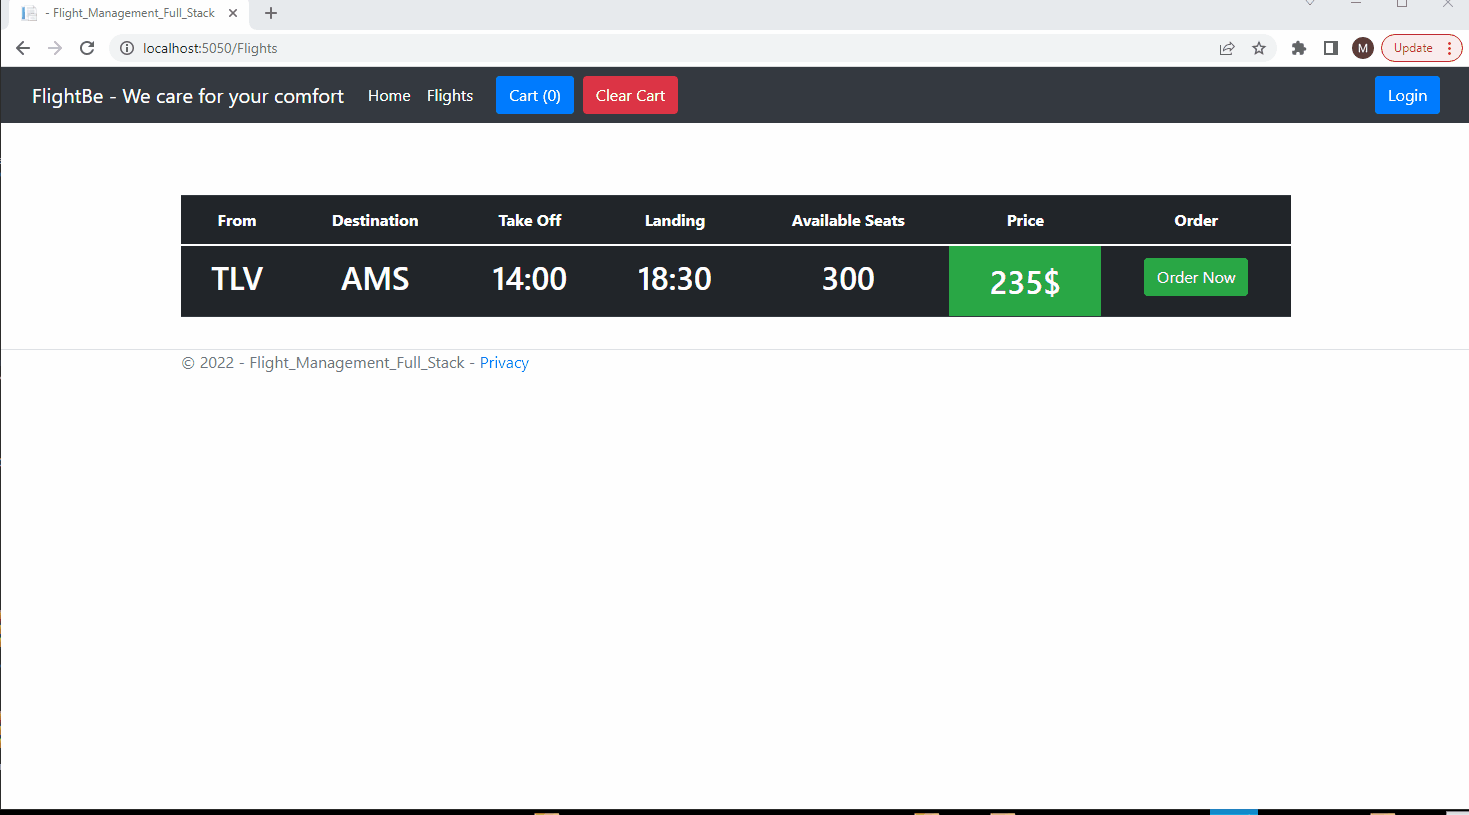 - Flight_Management_Full_Stack
localhost:5050/Flights
M
Update
FlightBe - We care for your comfort Home Flights Cart (0) Clear Cart Login
From Destination Take Off Landing Available Seats Price Order
TLV AMS 14:00 18:30 300 235$ Order Now
© 2022 - Flight_Management_Full_Stack - Privacy